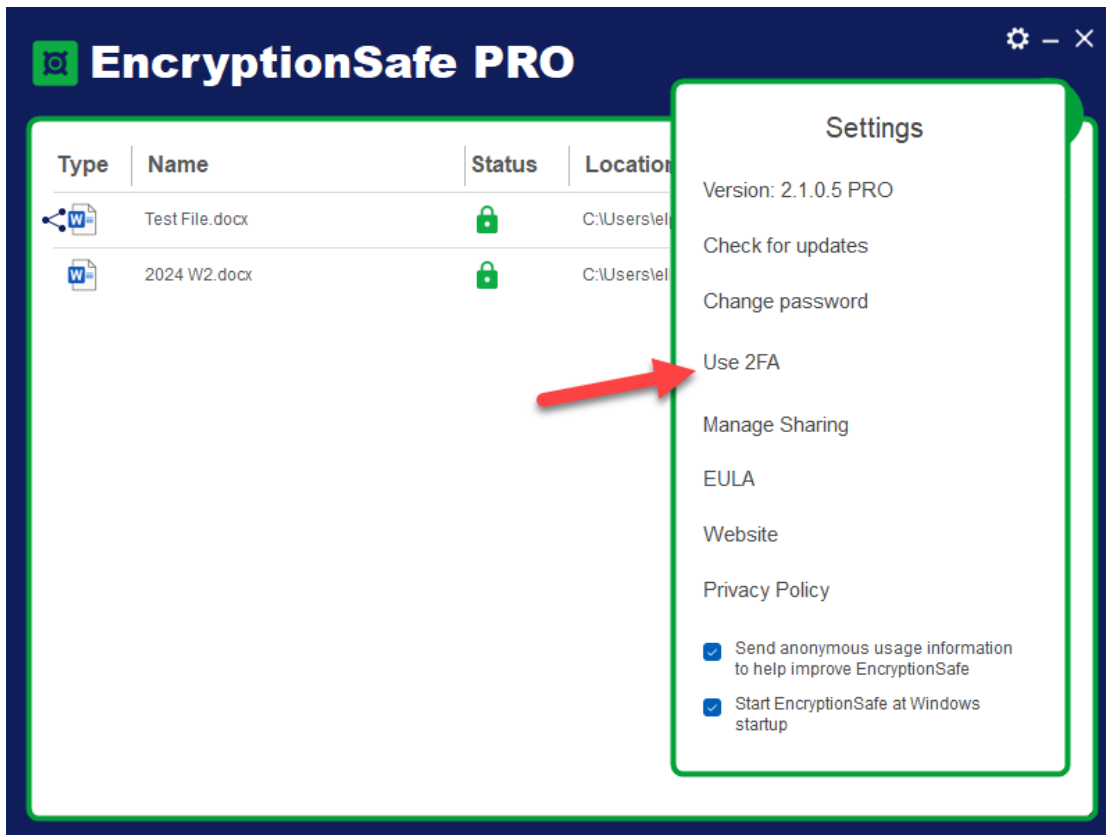 EncryptionSafe PRO
Type Name Status Location
Test File.docx C:\Users\el
2024 W2.docx C:\Users\el
Settings
Version: 2.1.0.5 PRO
Check for updates
Change password
Use 2FA
Manage Sharing
EULA
Website
Privacy Policy
Send anonymous usage information
to help improve EncryptionSafe
Start EncryptionSafe at Windows
startup